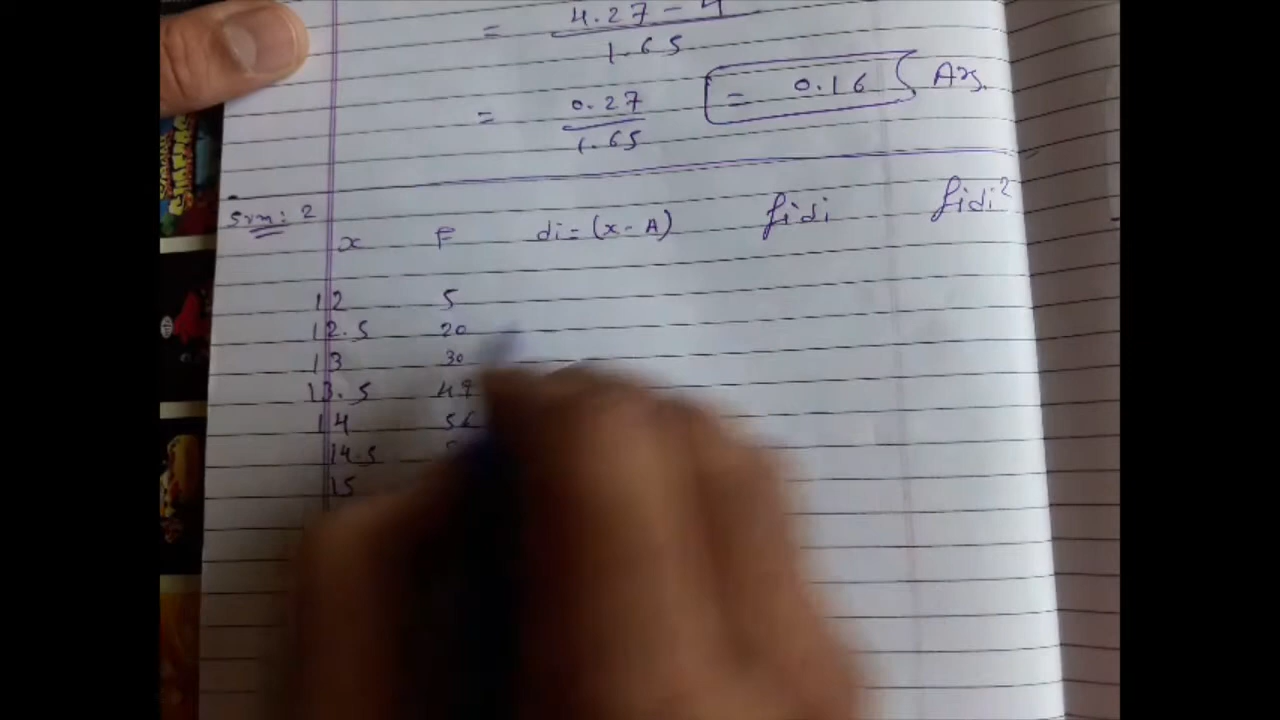 = 4.27 - 4
1.65
= 0.27 = 0.16 Ans.
1.65
Sum: 2
x F di = (x - A) fidi fidi²
12 5
12.5 20
13 30
13.5
14 56
14.5
15